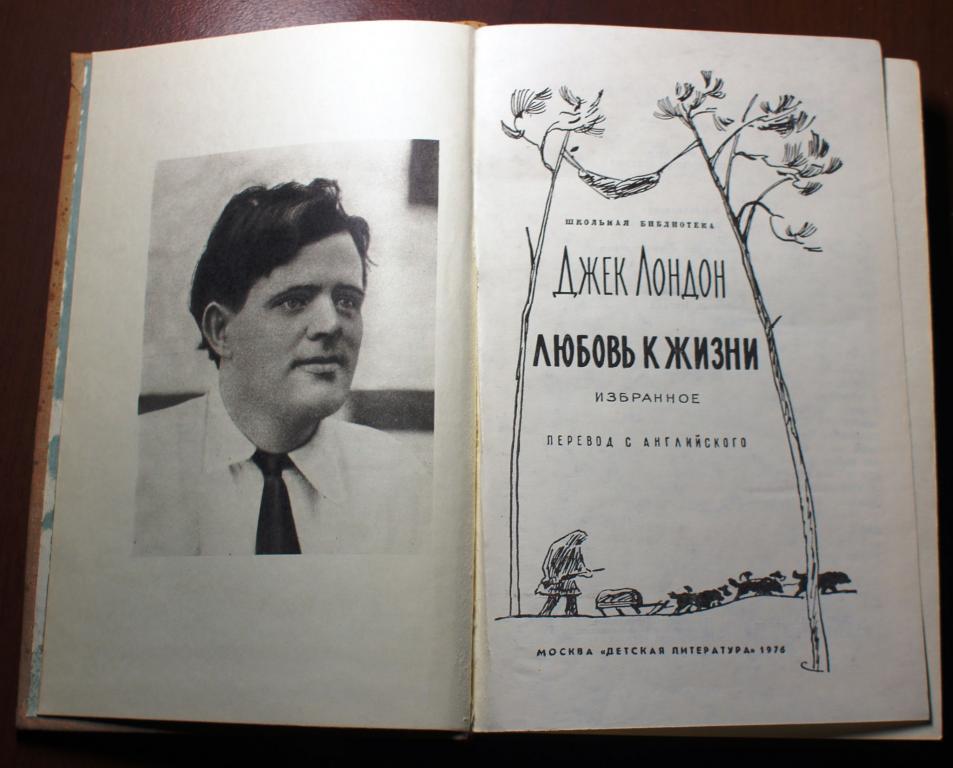 ШКОЛЬНАЯ БИБЛИОТЕКА
ДЖЕК ЛОНДОН
ЛЮБОВЬ К ЖИЗНИ
ИЗБРАННОЕ
ПЕРЕВОД С АНГЛИЙСКОГО
МОСКВА «ДЕТСКАЯ ЛИТЕРАТУРА» 1976